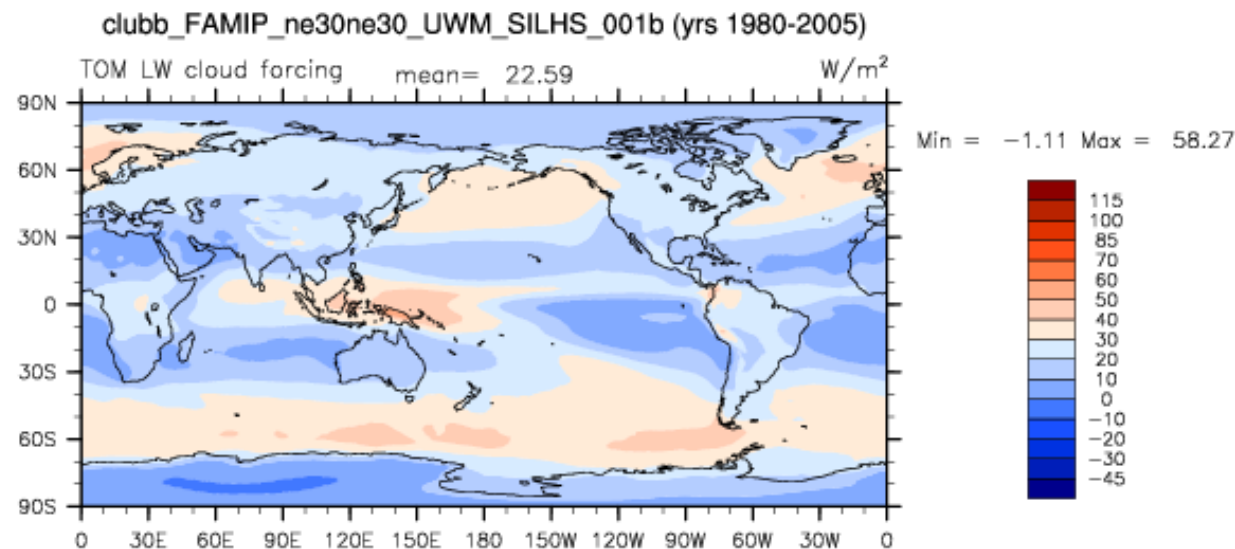 clubb_FAMIP_ne30ne30_UWM_SILHS_001b (yrs 1980-2005)
TOM LW cloud forcing mean= 22.59 W/m²
Min = -1.11 Max = 58.27
90N
60N
30N
0
30S
60S
90S
0 30E 60E 90E 120E 150E 180 150W 120W 90W 60W 30W 0
115
100
85
70
60
50
40
30
20
10
0
-10
-20
-30
-45